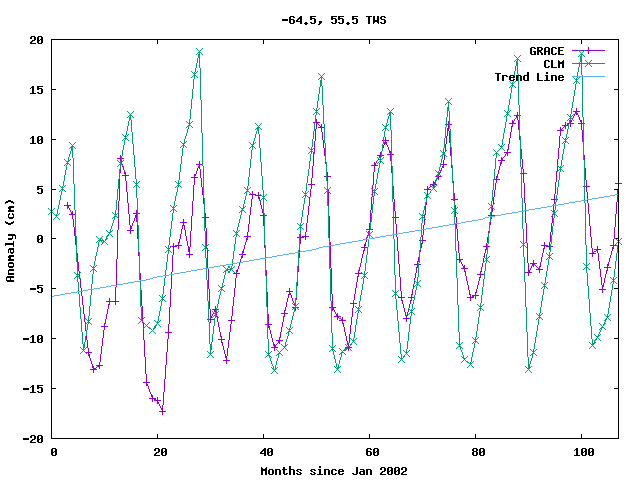 -64.5, 55.5 TWS
GRACE
CLM
Trend Line
20
15
10
5
0
-5
-10
-15
-20
Anomaly (cm)
0 20 40 60 80 100
Months since Jan 2002